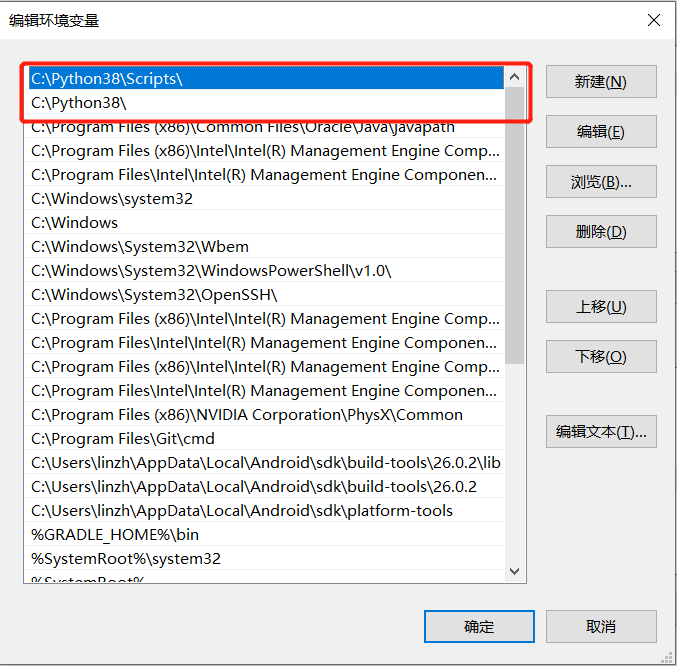 编辑环境变量
C:\Python38\Scripts\
C:\Python38\
C:\Program Files (x86)\Common Files\Oracle\Java\javapath
C:\Program Files (x86)\Intel\Intel(R) Management Engine Comp...
C:\Program Files\Intel\Intel(R) Management Engine Componen...
C:\Windows\system32
C:\Windows
C:\Windows\System32\Wbem
C:\Windows\System32\WindowsPowerShell\v1.0\
C:\Windows\System32\OpenSSH\
C:\Program Files (x86)\Intel\Intel(R) Management Engine Comp...
C:\Program Files\Intel\Intel(R) Management Engine Componen...
C:\Program Files (x86)\Intel\Intel(R) Management Engine Comp...
C:\Program Files\Intel\Intel(R) Management Engine Componen...
C:\Program Files (x86)\NVIDIA Corporation\PhysX\Common
C:\Program Files\Git\cmd
C:\Users\linzh\AppData\Local\Android\sdk\build-tools\26.0.2\lib
C:\Users\linzh\AppData\Local\Android\sdk\build-tools\26.0.2
C:\Users\linzh\AppData\Local\Android\sdk\platform-tools
%GRADLE_HOME%\bin
%SystemRoot%\system32
%SystemRoot%
新建(N)
编辑(E)
浏览(B)...
删除(D)
上移(U)
下移(O)
编辑文本(T)...
确定
取消